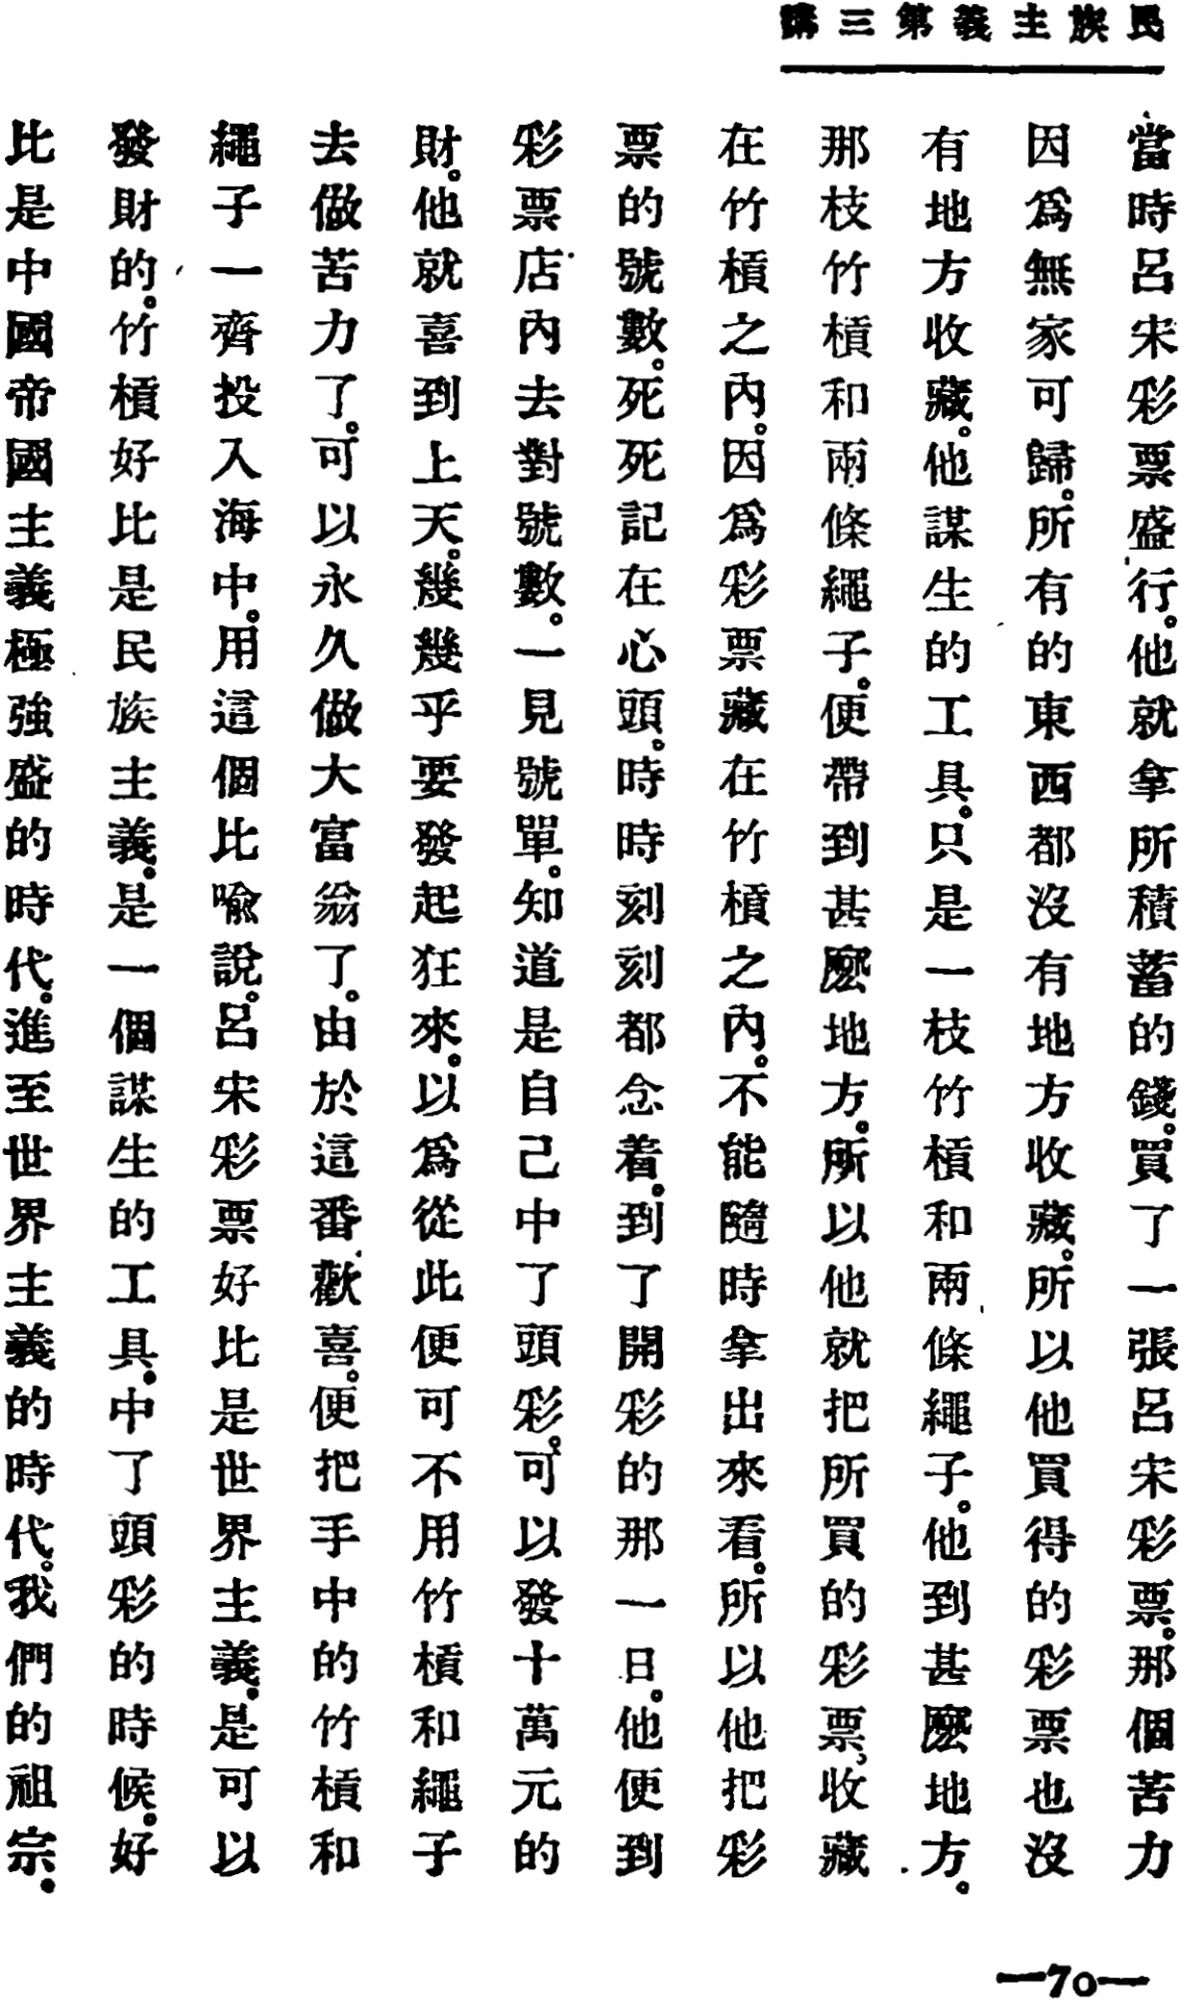 民族主義第三講
當時呂宋彩票盛行。他就拿所積蓄的錢。買了一張呂宋彩票。那個苦力
因爲無家可歸。所有的東西都沒有地方收藏。所以他買得的彩票也沒
有地方收藏。他謀生的工具。只是一枝竹槓和兩條繩子。他到甚麽地方。
那枝竹槓和兩條繩子。便帶到甚麽地方。所以他就把所買的彩票、收藏
在竹槓之內。因爲彩票藏在竹槓之內。不能隨時拿出來看。所以他把彩
票的號數。死死記在心頭。時時刻刻都念着。到了開彩的那一日。他便到
彩票店內去對號數。一見號單。知道是自己中了頭彩。可以發十萬元的
財。他就喜到上天。幾幾乎要發起狂來。以爲從此便可不用竹槓和繩子
去做苦力了。可以永久做大富翁了。由於這番歡喜。便把手中的竹槓和
繩子一齊投入海中。用這個比喻說。呂宋彩票好比是世界主義。是可以
發財的。竹槓好比是民族主義。是一個謀生的工具。中了頭彩的時候。好
比是中國帝國主義極強盛的時代。進至世界主義的時代。我們的祖宗。
—70—